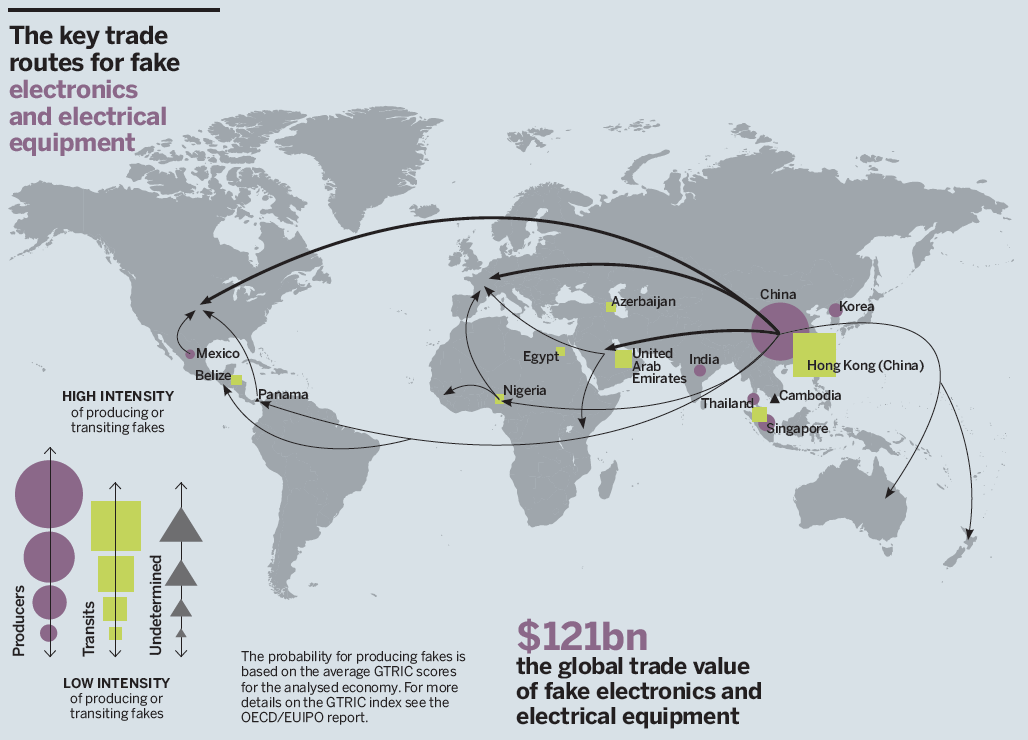 The key trade
routes for fake
electronics
and electrical
equipment
China
Azerbaijan
Korea
Egypt
United
Arab
Emirates
India
Hong Kong (China)
Mexico
Belize
Panama
Nigeria
Thailand
Cambodia
Singapore
HIGH INTENSITY
of producing or
transiting fakes
Producers
Transits
Undetermined
LOW INTENSITY
of producing or
transiting fakes
The probability for producing fakes is
based on the average GTRIC scores
for the analysed economy. For more
details on the GTRIC index see the
OECD/EUIPO report.
$121bn
the global trade value
of fake electronics and
electrical equipment